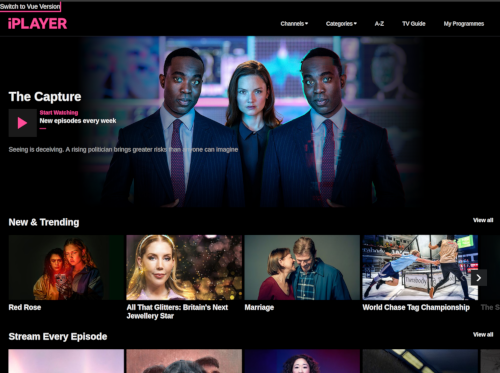 Switch to Vue Version
iPLAYER
Channels
Categories
A-Z
TV Guide
My Programmes
The Capture
Start Watching
New episodes every week
Seeing is deceiving. A rising politician brings greater risks than anyone can imagine
New & Trending
View all
Red Rose
All That Glitters: Britain's Next
Jewellery Star
Marriage
World Chase Tag Championship
The S
Stream Every Episode
View all